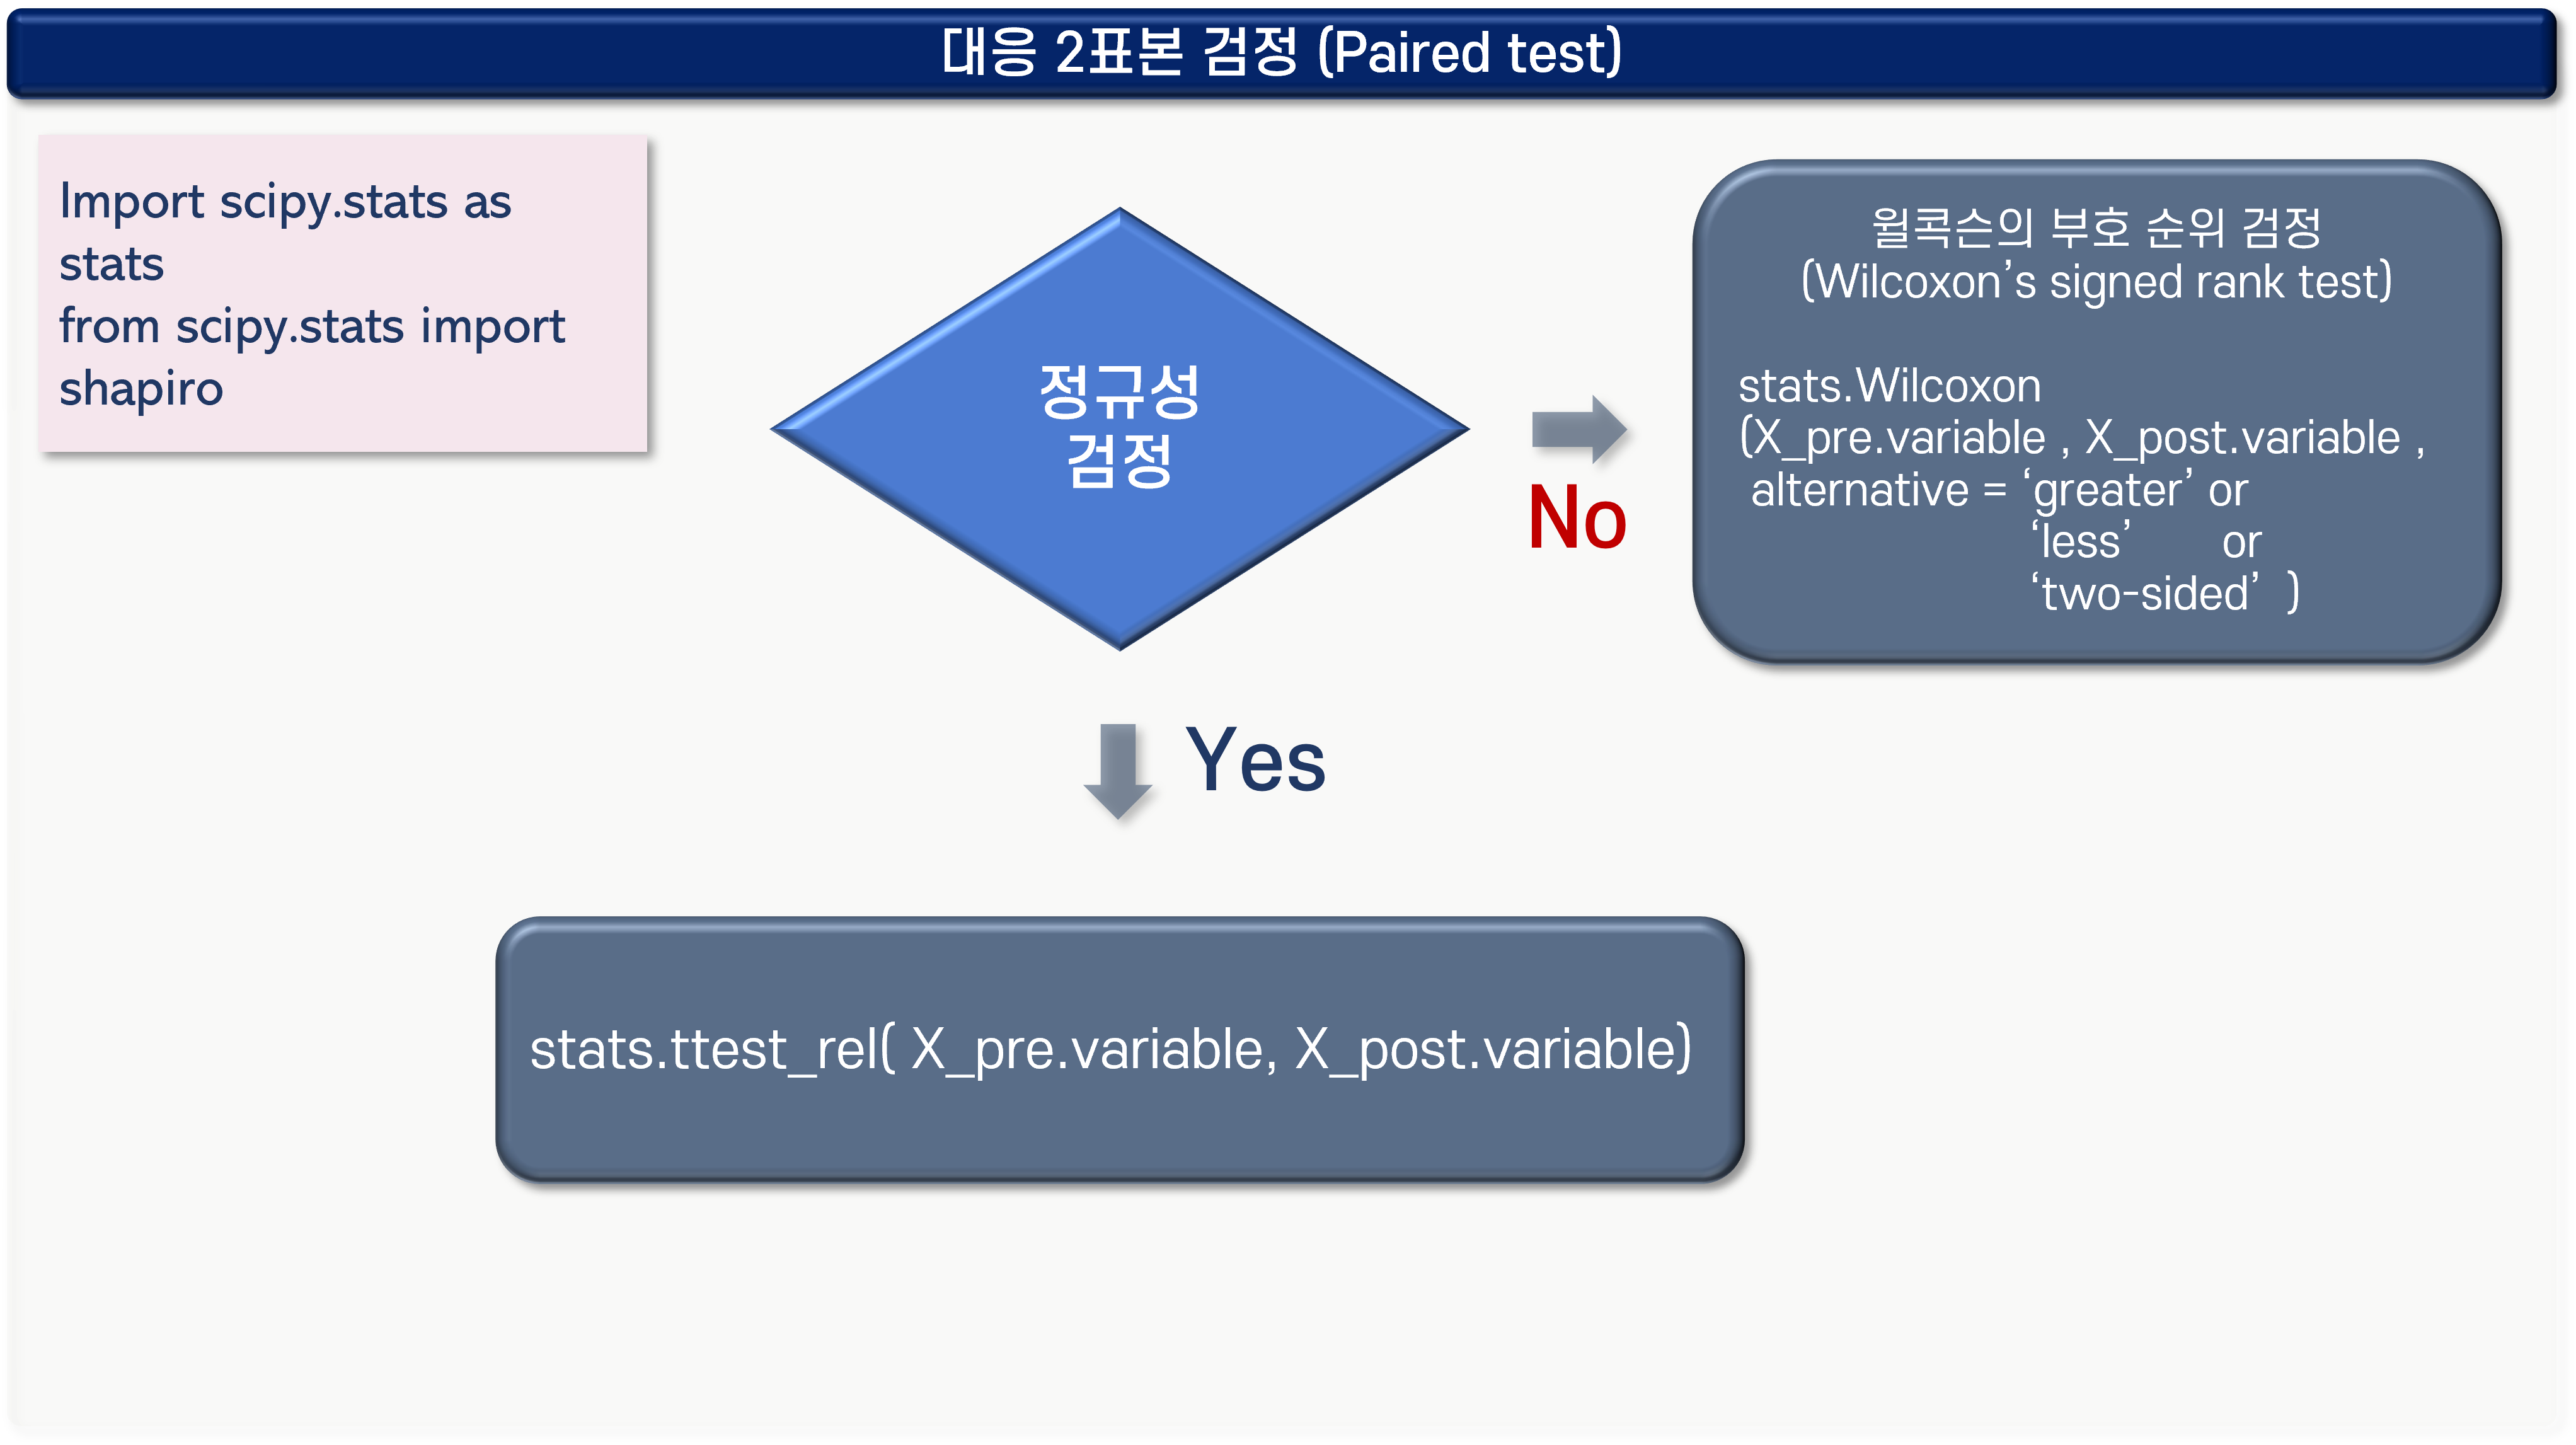 대응 2표본 검정 (Paired test)
Import scipy.stats as
stats
from scipy.stats import
shapiro
정규성
검정
No
윌콕슨의 부호 순위 검정
(Wilcoxon’s signed rank test)
stats.Wilcoxon
(X_pre.variable , X_post.variable ,
alternative = ‘greater’ or
‘less’ or
‘two-sided’ )
Yes
stats.ttest_rel( X_pre.variable, X_post.variable)